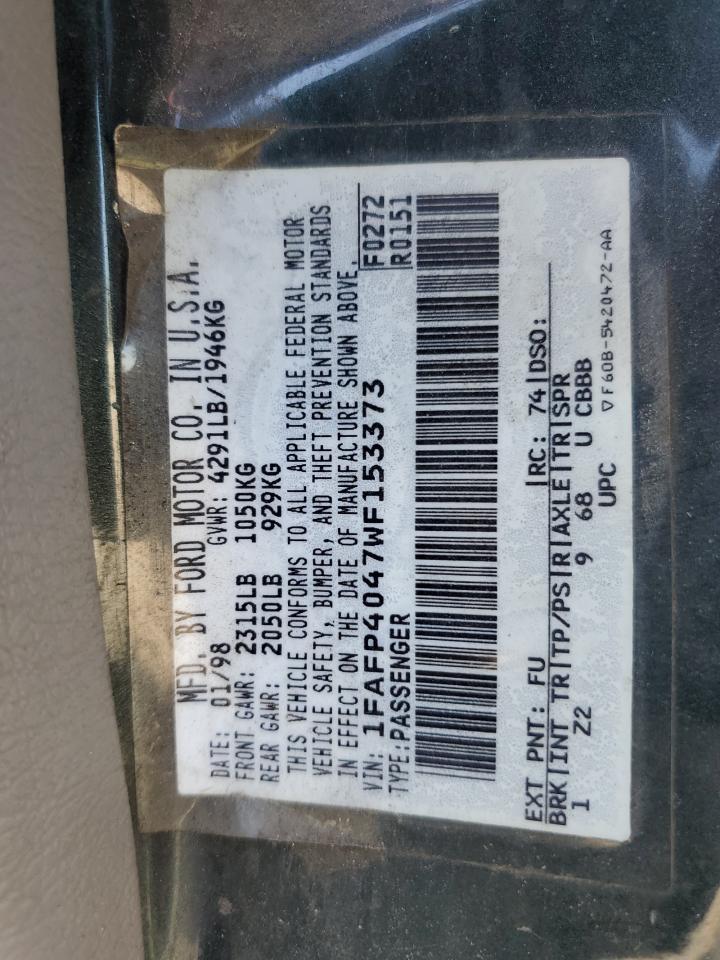 MFD. BY FORD MOTOR CO. IN U.S.A.
DATE: 01/98 GVWR: 4291LB/1946KG
FRONT GAWR: 2315LB 1050KG
REAR GAWR: 2050LB 929KG
THIS VEHICLE CONFORMS TO ALL APPLICABLE FEDERAL MOTOR
VEHICLE SAFETY, BUMPER, AND THEFT PREVENTION STANDARDS
IN EFFECT ON THE DATE OF MANUFACTURE SHOWN ABOVE.
VIN: 1FAFP4047WF153373 F0272
TYPE: PASSENGER R0151
EXT PNT: FU RC: 74 DSO:
BRK INT TR TP/PS R AXLE TR SPR
1 Z2 9 68 U CBBB
UPC
▽F60B-5420472-AA